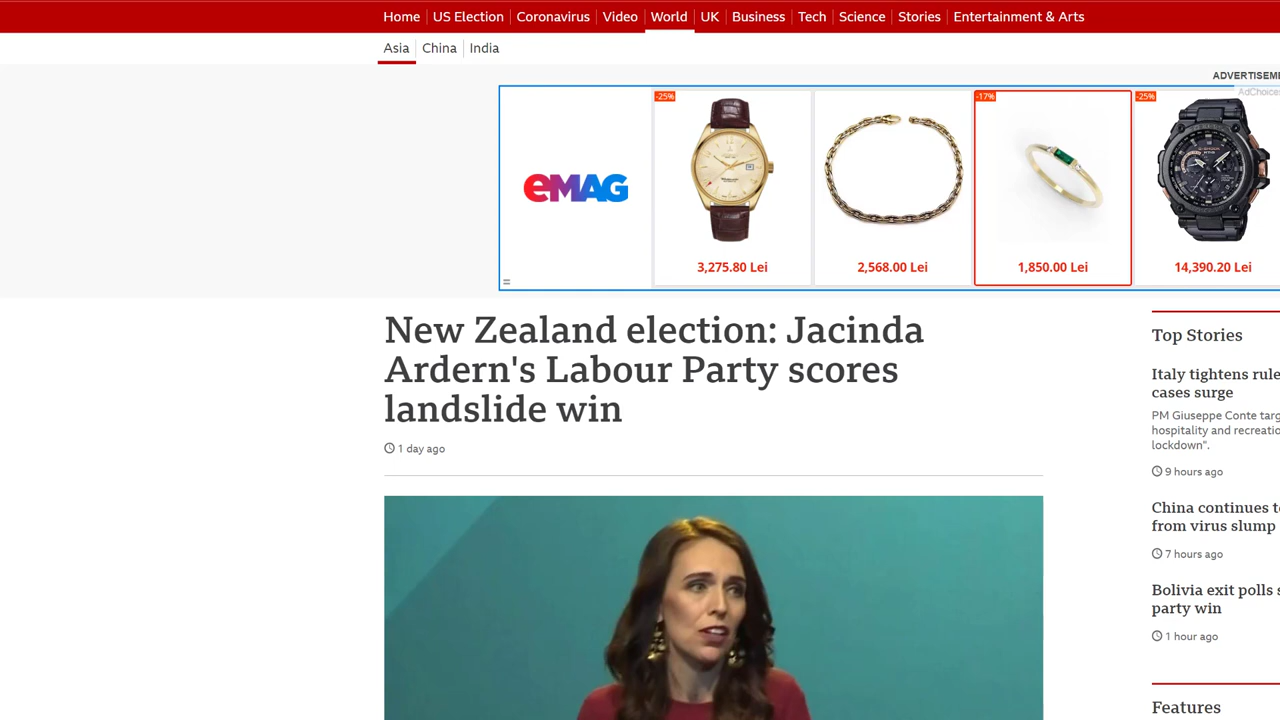 Home US Election Coronavirus Video World UK Business Tech Science Stories Entertainment & Arts
Asia China India
ADVERTISEME
AdChoices
-25%
-17%
-25%
eMAG
3,275.80 Lei
2,568.00 Lei
1,850.00 Lei
14,390.20 Lei
New Zealand election: Jacinda
Ardern's Labour Party scores
landslide win
1 day ago
Top Stories
Italy tightens rule
cases surge
PM Giuseppe Conte targ
hospitality and recreatio
lockdown".
9 hours ago
China continues to
from virus slump
7 hours ago
Bolivia exit polls s
party win
1 hour ago
Features